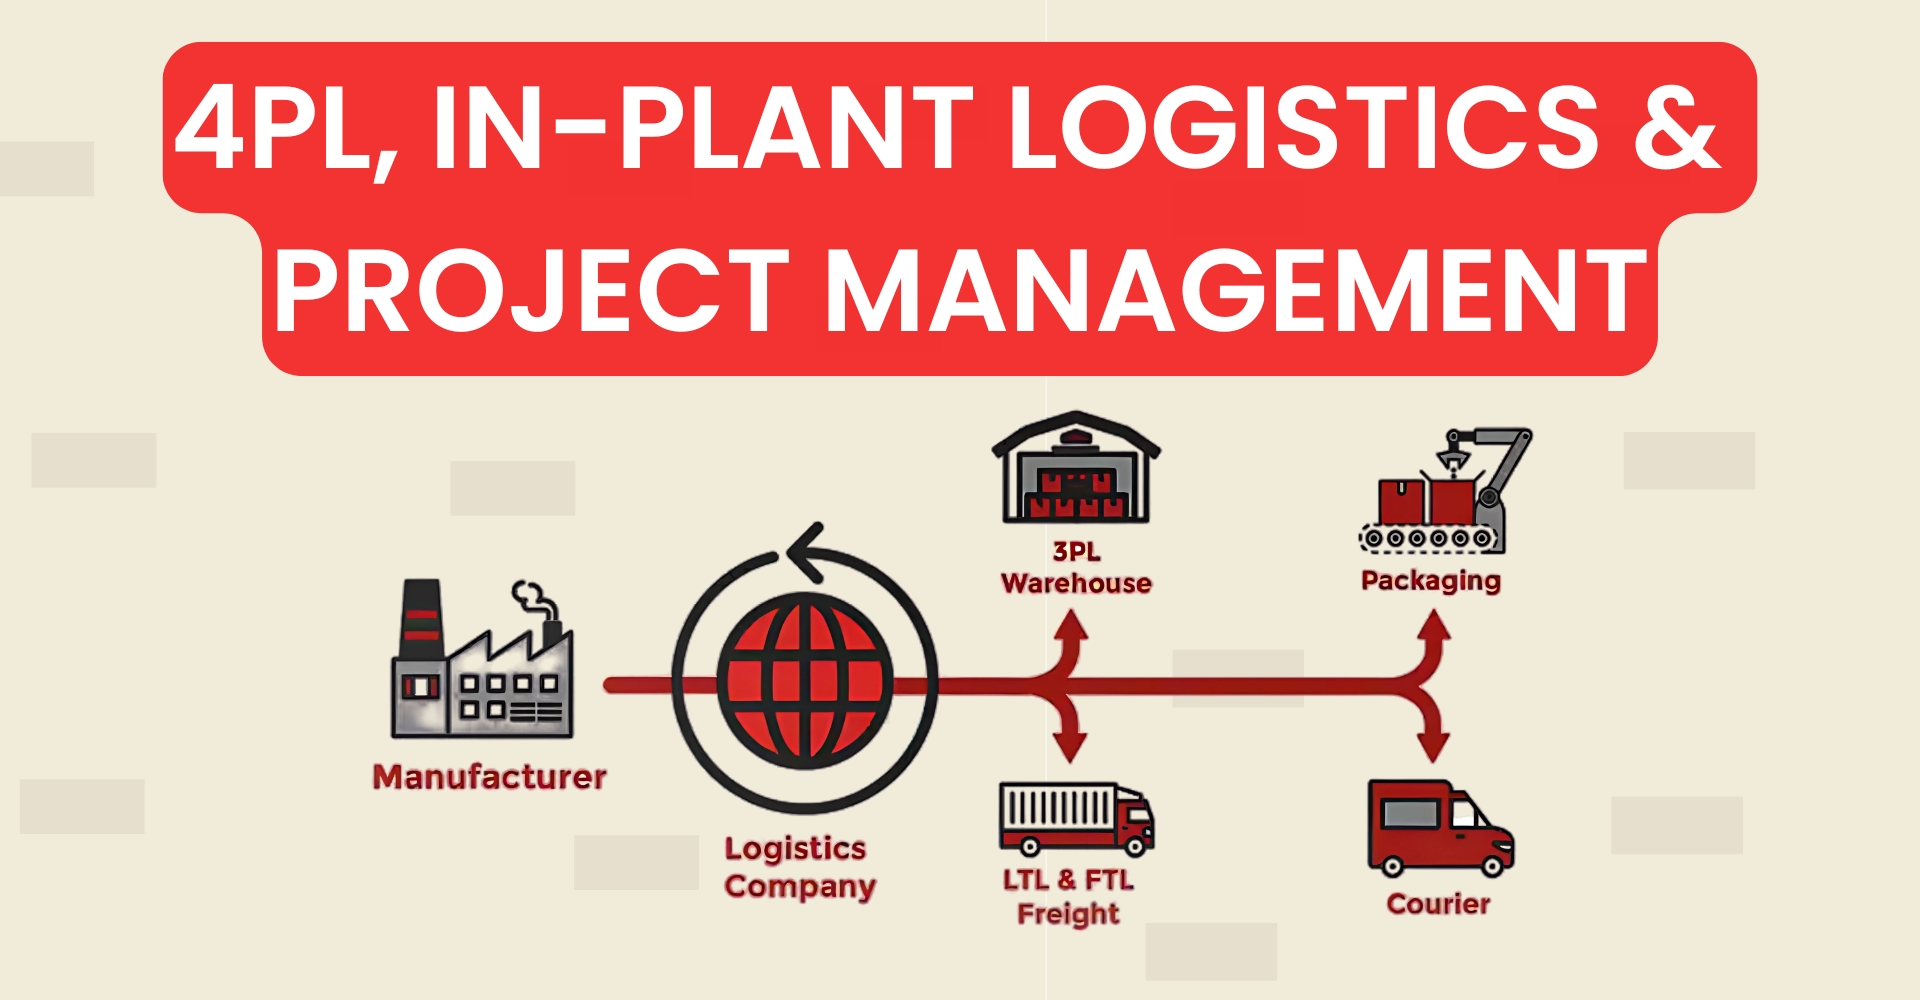 4PL, IN-PLANT LOGISTICS &
PROJECT MANAGEMENT
3PL
Warehouse
Packaging
Manufacturer
Logistics
Company
LTL & FTL
Freight
Courier